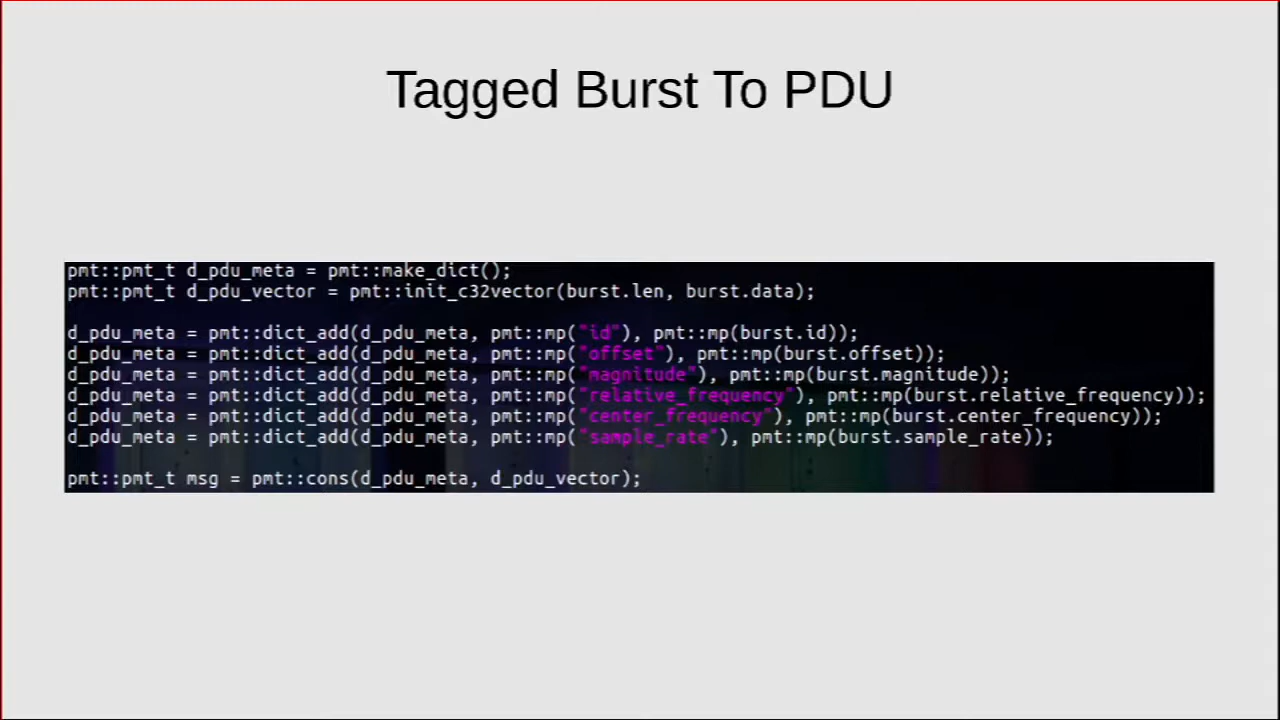 Tagged Burst To PDU
pmt::pmt_t d_pdu_meta = pmt::make_dict();
pmt::pmt_t d_pdu_vector = pmt::init_c32vector(burst.len, burst.data);
d_pdu_meta = pmt::dict_add(d_pdu_meta, pmt::mp("id"), pmt::mp(burst.id));
d_pdu_meta = pmt::dict_add(d_pdu_meta, pmt::mp("offset"), pmt::mp(burst.offset));
d_pdu_meta = pmt::dict_add(d_pdu_meta, pmt::mp("magnitude"), pmt::mp(burst.magnitude));
d_pdu_meta = pmt::dict_add(d_pdu_meta, pmt::mp("relative_frequency"), pmt::mp(burst.relative_frequency));
d_pdu_meta = pmt::dict_add(d_pdu_meta, pmt::mp("center_frequency"), pmt::mp(burst.center_frequency));
d_pdu_meta = pmt::dict_add(d_pdu_meta, pmt::mp("sample_rate"), pmt::mp(burst.sample_rate));
pmt::pmt_t msg = pmt::cons(d_pdu_meta, d_pdu_vector);